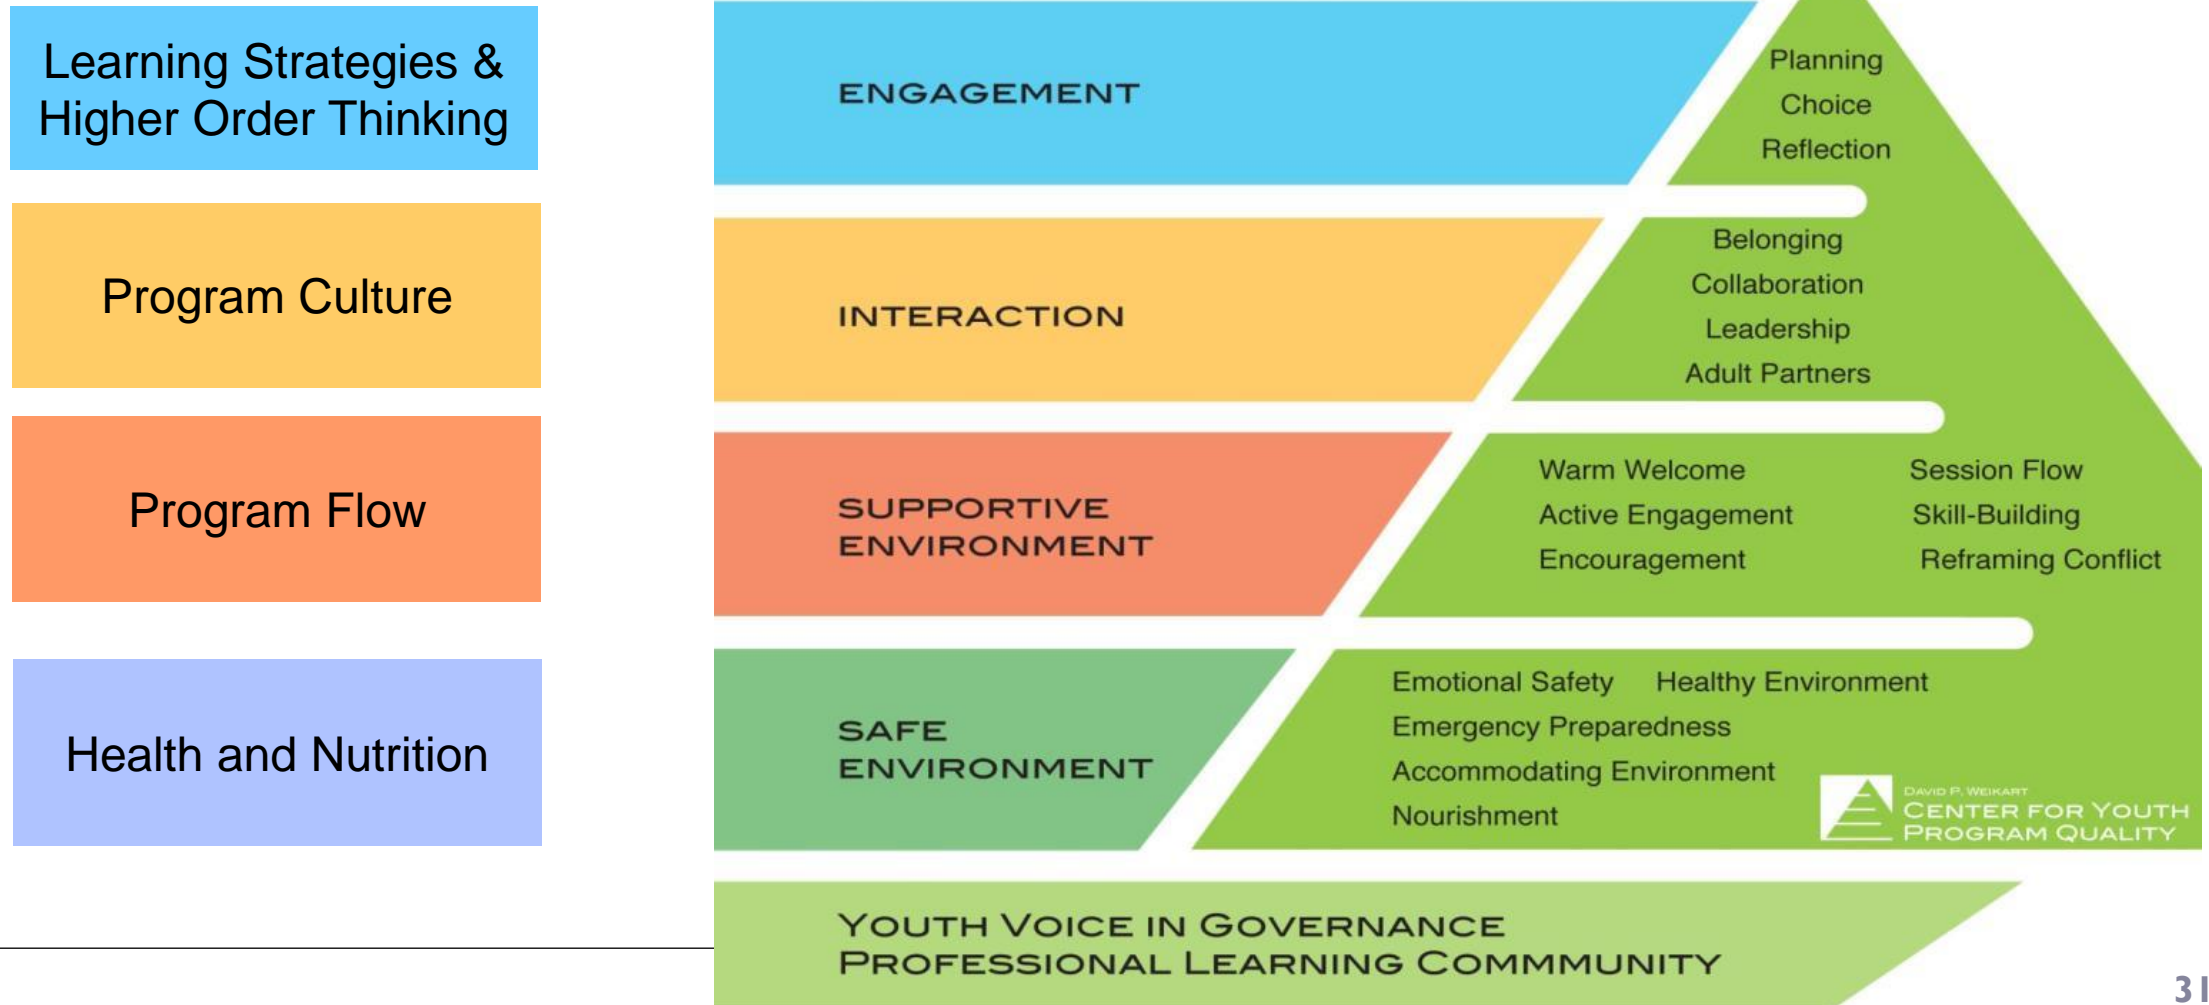 Learning Strategies &
Higher Order Thinking
Program Culture
Program Flow
Health and Nutrition
ENGAGEMENT
Planning
Choice
Reflection
INTERACTION
Belonging
Collaboration
Leadership
Adult Partners
SUPPORTIVE
ENVIRONMENT
Warm Welcome
Active Engagement
Encouragement
Session Flow
Skill-Building
Reframing Conflict
SAFE
ENVIRONMENT
Emotional Safety Healthy Environment
Emergency Preparedness
Accommodating Environment
Nourishment
DAVID P. WEIKART
CENTER FOR YOUTH
PROGRAM QUALITY
YOUTH VOICE IN GOVERNANCE
PROFESSIONAL LEARNING COMMMUNITY
31